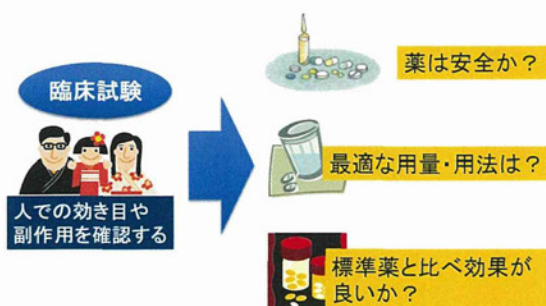 臨床試験
人での効き目や
副作用を確認する
薬は安全か？
最適な用量・用法は？
標準薬と比べ効果が
良いか？